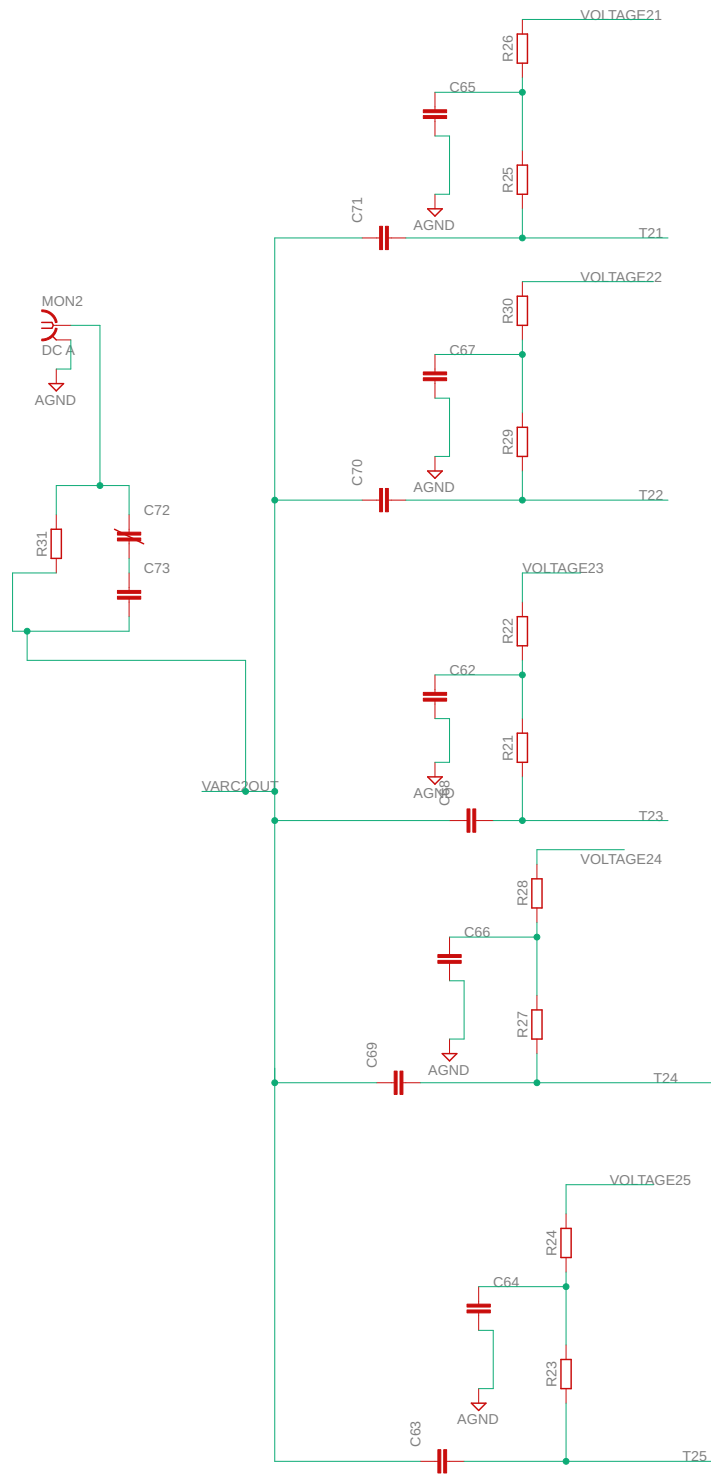 VOLTAGE21
R26
C65
R25
C71
AGND
T21
VOLTAGE22
MON2
R30
DC A
C67
AGND
R29
C70
AGND
T22
C72
R31
C73
VOLTAGE23
R22
C62
R21
VARC2OUT
AGND
C68
T23
VOLTAGE24
R28
C66
R27
C69
AGND
T24
VOLTAGE25
R24
C64
R23
C63
AGND
T25